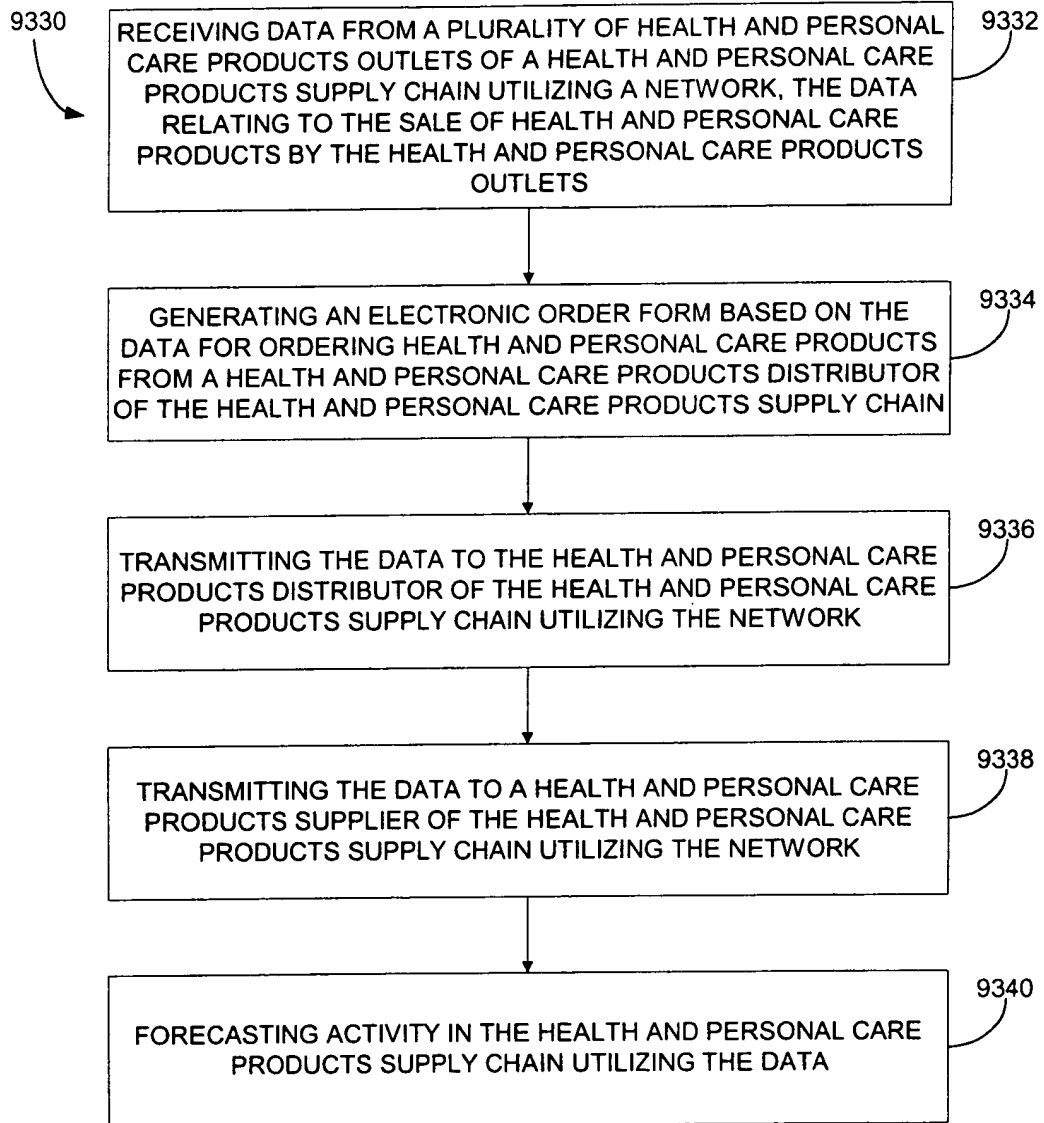 9330
9332
RECEIVING DATA FROM A PLURALITY OF HEALTH AND PERSONAL
CARE PRODUCTS OUTLETS OF A HEALTH AND PERSONAL CARE
PRODUCTS SUPPLY CHAIN UTILIZING A NETWORK, THE DATA
RELATING TO THE SALE OF HEALTH AND PERSONAL CARE
PRODUCTS BY THE HEALTH AND PERSONAL CARE PRODUCTS
OUTLETS
9334
GENERATING AN ELECTRONIC ORDER FORM BASED ON THE
DATA FOR ORDERING HEALTH AND PERSONAL CARE PRODUCTS
FROM A HEALTH AND PERSONAL CARE PRODUCTS DISTRIBUTOR
OF THE HEALTH AND PERSONAL CARE PRODUCTS SUPPLY CHAIN
9336
TRANSMITTING THE DATA TO THE HEALTH AND PERSONAL CARE
PRODUCTS DISTRIBUTOR OF THE HEALTH AND PERSONAL CARE
PRODUCTS SUPPLY CHAIN UTILIZING THE NETWORK
9338
TRANSMITTING THE DATA TO A HEALTH AND PERSONAL CARE
PRODUCTS SUPPLIER OF THE HEALTH AND PERSONAL CARE
PRODUCTS SUPPLY CHAIN UTILIZING THE NETWORK
9340
FORECASTING ACTIVITY IN THE HEALTH AND PERSONAL CARE
PRODUCTS SUPPLY CHAIN UTILIZING THE DATA